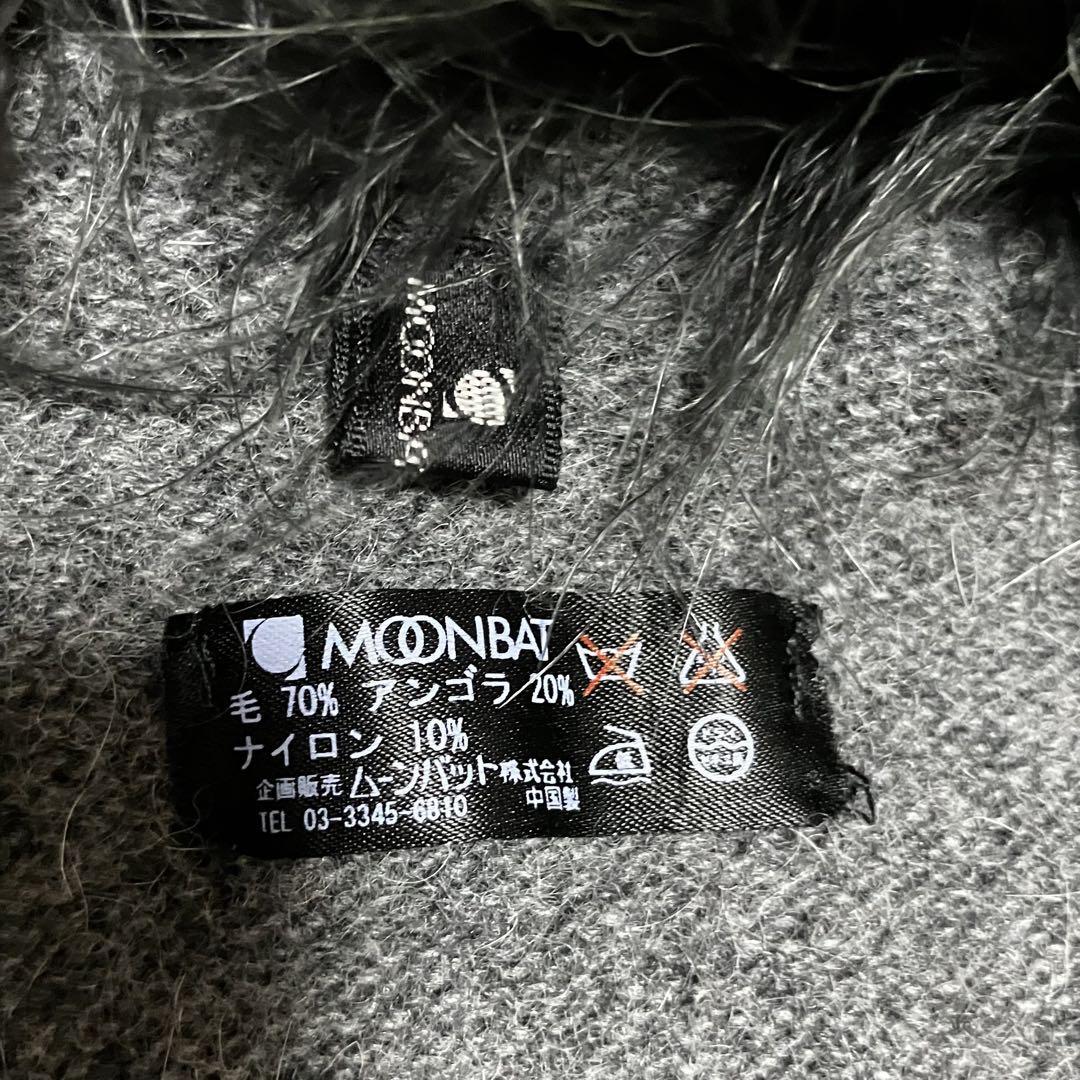 MOONBAT
毛 70% アンゴラ 20%
ナイロン 10%
企画販売 ムーンバット株式会社
中国製
TEL 03-3345-6810